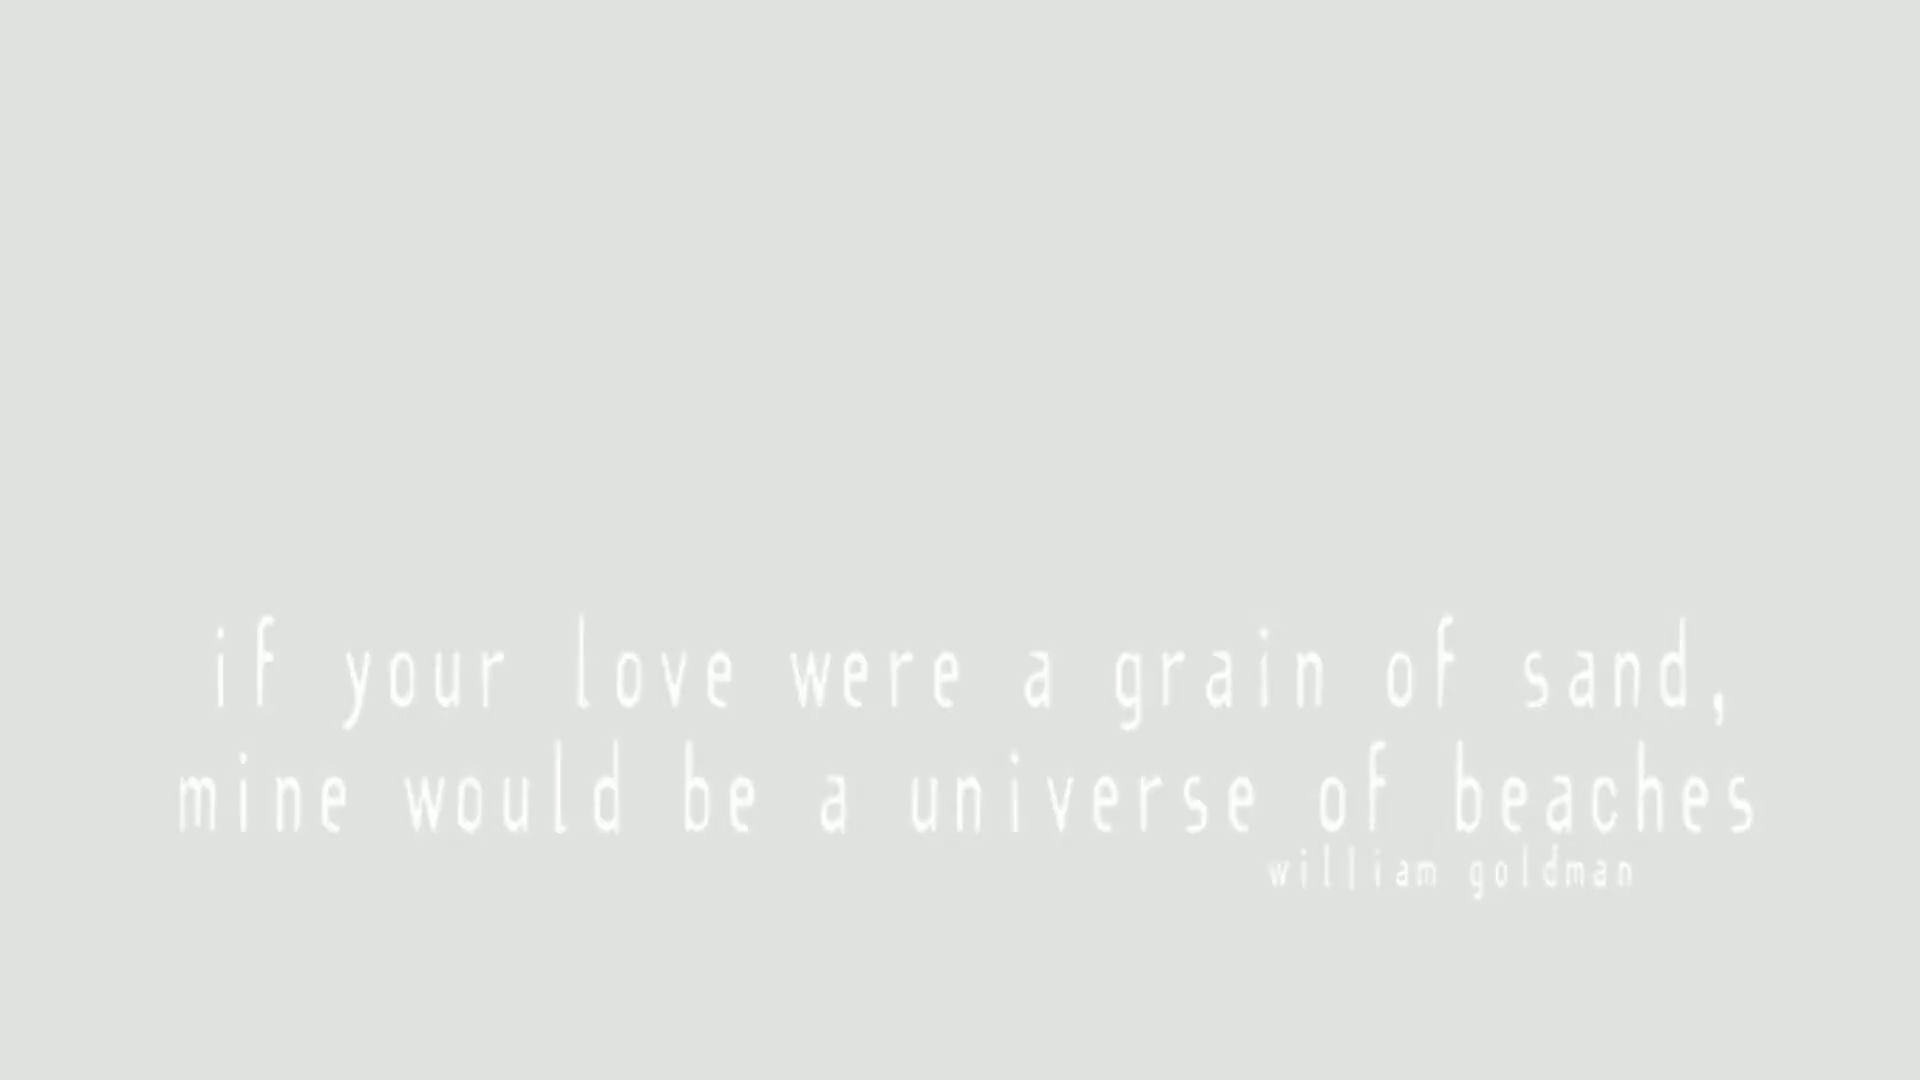 if your love were a grain of sand,
mine would be a universe of beaches
william goldman